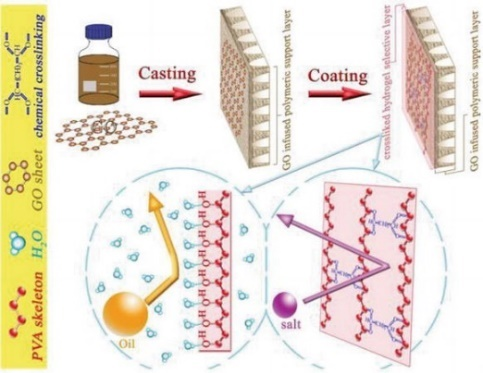 chemical crosslinking
GO sheet
H₂O
PVA skeleton
GO
Casting
GO infused polymeric support layer
Coating
crosslinked hydrogel selective layer
GO infused polymeric support layer
Oil
salt